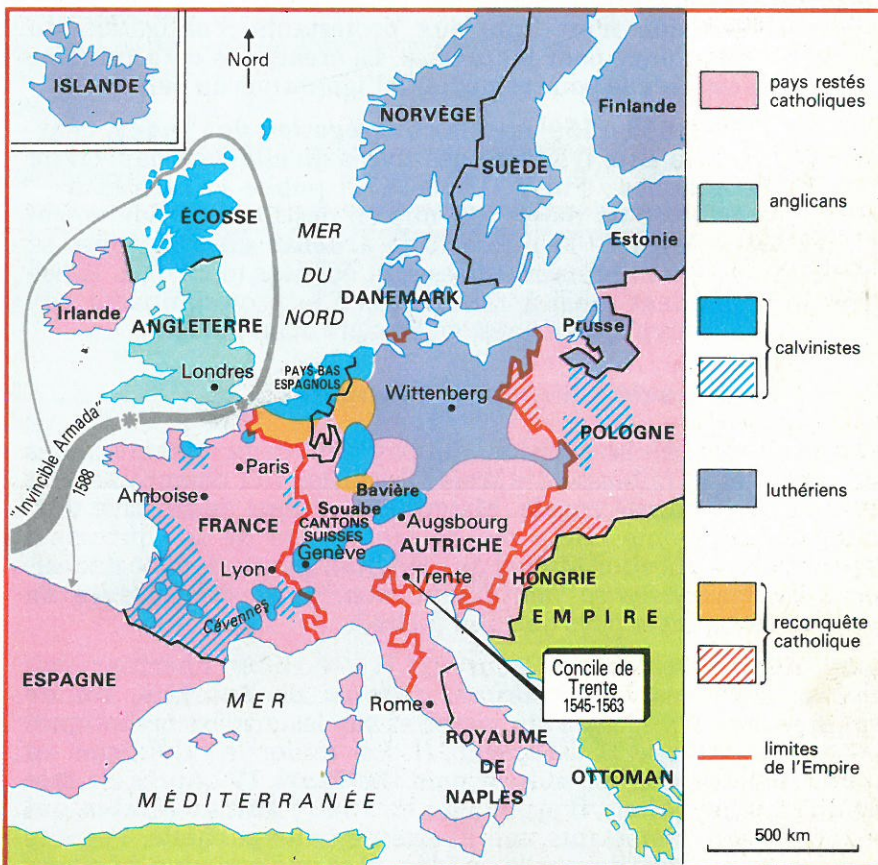 ISLANDE
Nord
NORVÈGE
Finlande
SUÈDE
ÉCOSSE
MER
DU
NORD
Estonie
DANEMARK
Irlande
ANGLETERRE
Prusse
Londres
PAYS-BAS
ESPAGNOLS
Wittenberg
POLOGNE
"Invincible Armada"
1588
Paris
Amboise
Bavière
Souabe
FRANCE
CANTONS
SUISSES
Augsbourg
Genève
AUTRICHE
Lyon
Trente
HONGRIE
Cévennes
EMPIRE
ESPAGNE
MER
Rome
Concile de
Trente
1545-1563
ROYAUME
DE
NAPLES
OTTOMAN
MÉDITERRANÉE
pays restés
catholiques
anglicans
calvinistes
luthériens
reconquête
catholique
limites
de l'Empire
500 km